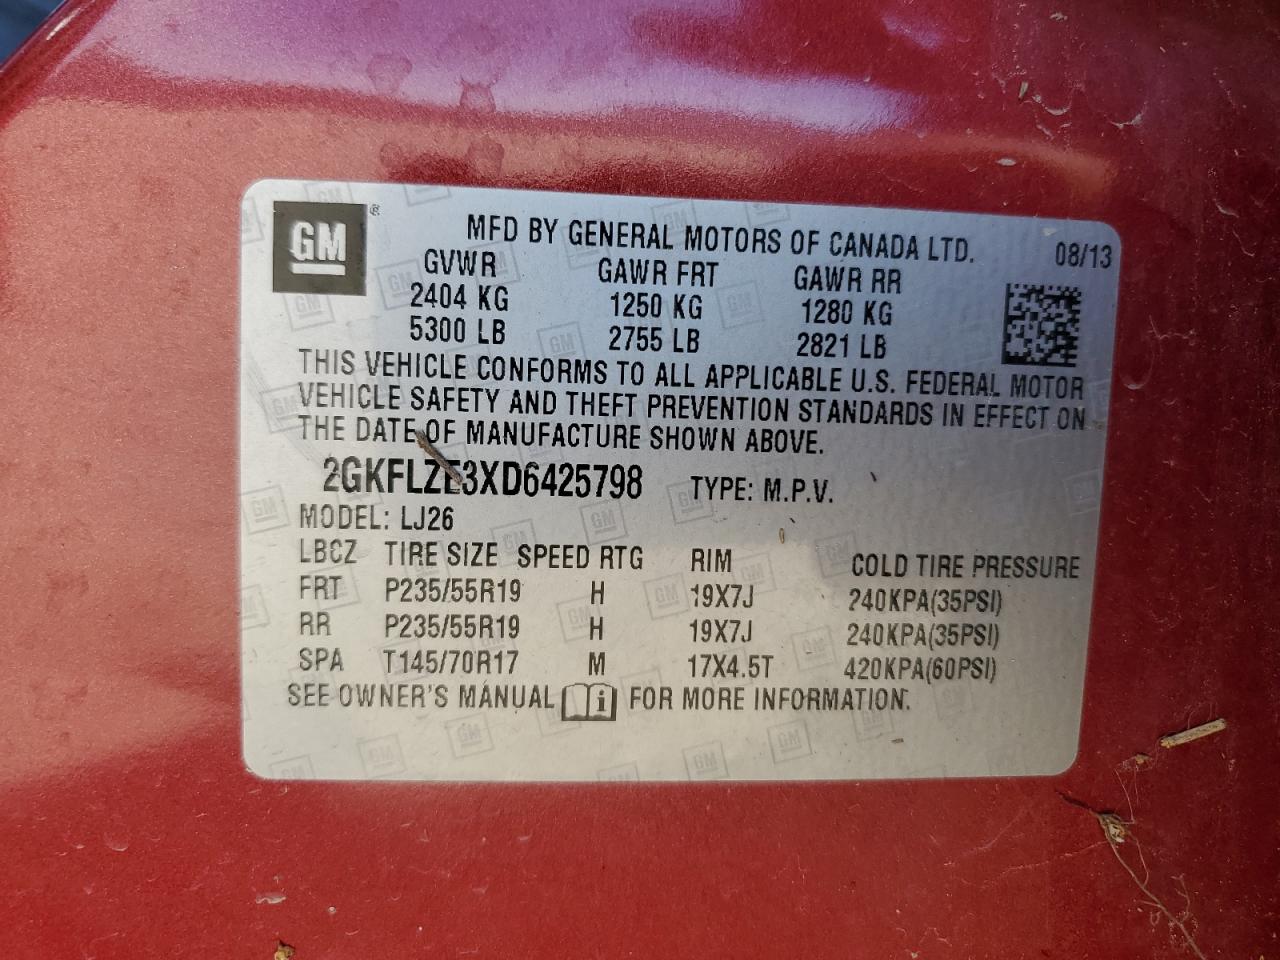 GM ® MFD BY GENERAL MOTORS OF CANADA LTD. 08/13
GVWR GAWR FRT GAWR RR
2404 KG 1250 KG 1280 KG
5300 LB 2755 LB 2821 LB
THIS VEHICLE CONFORMS TO ALL APPLICABLE U.S. FEDERAL MOTOR
VEHICLE SAFETY AND THEFT PREVENTION STANDARDS IN EFFECT ON
THE DATE OF MANUFACTURE SHOWN ABOVE.
2GKFLZE3XD6425798 TYPE: M.P.V.
MODEL: LJ26
LBCZ TIRE SIZE SPEED RTG RIM COLD TIRE PRESSURE
FRT P235/55R19 H 19X7J 240KPA(35PSI)
RR P235/55R19 H 19X7J 240KPA(35PSI)
SPA T145/70R17 M 17X4.5T 420KPA(60PSI)
SEE OWNER'S MANUAL i FOR MORE INFORMATION.